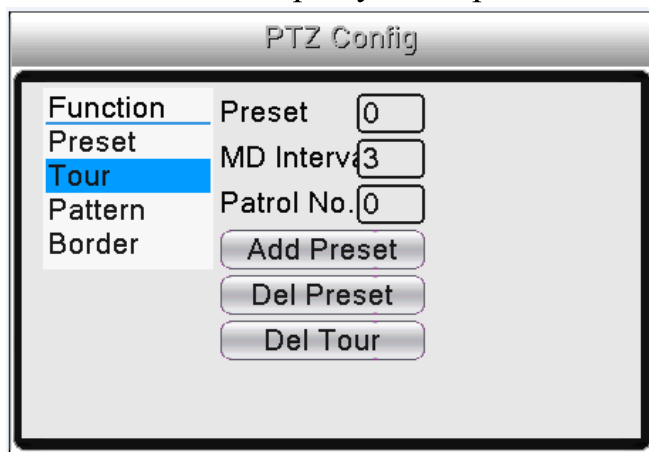 PTZ Config
Function
Preset
Tour
Pattern
Border
Preset 0
MD Interva 3
Patrol No. 0
Add Preset
Del Preset
Del Tour